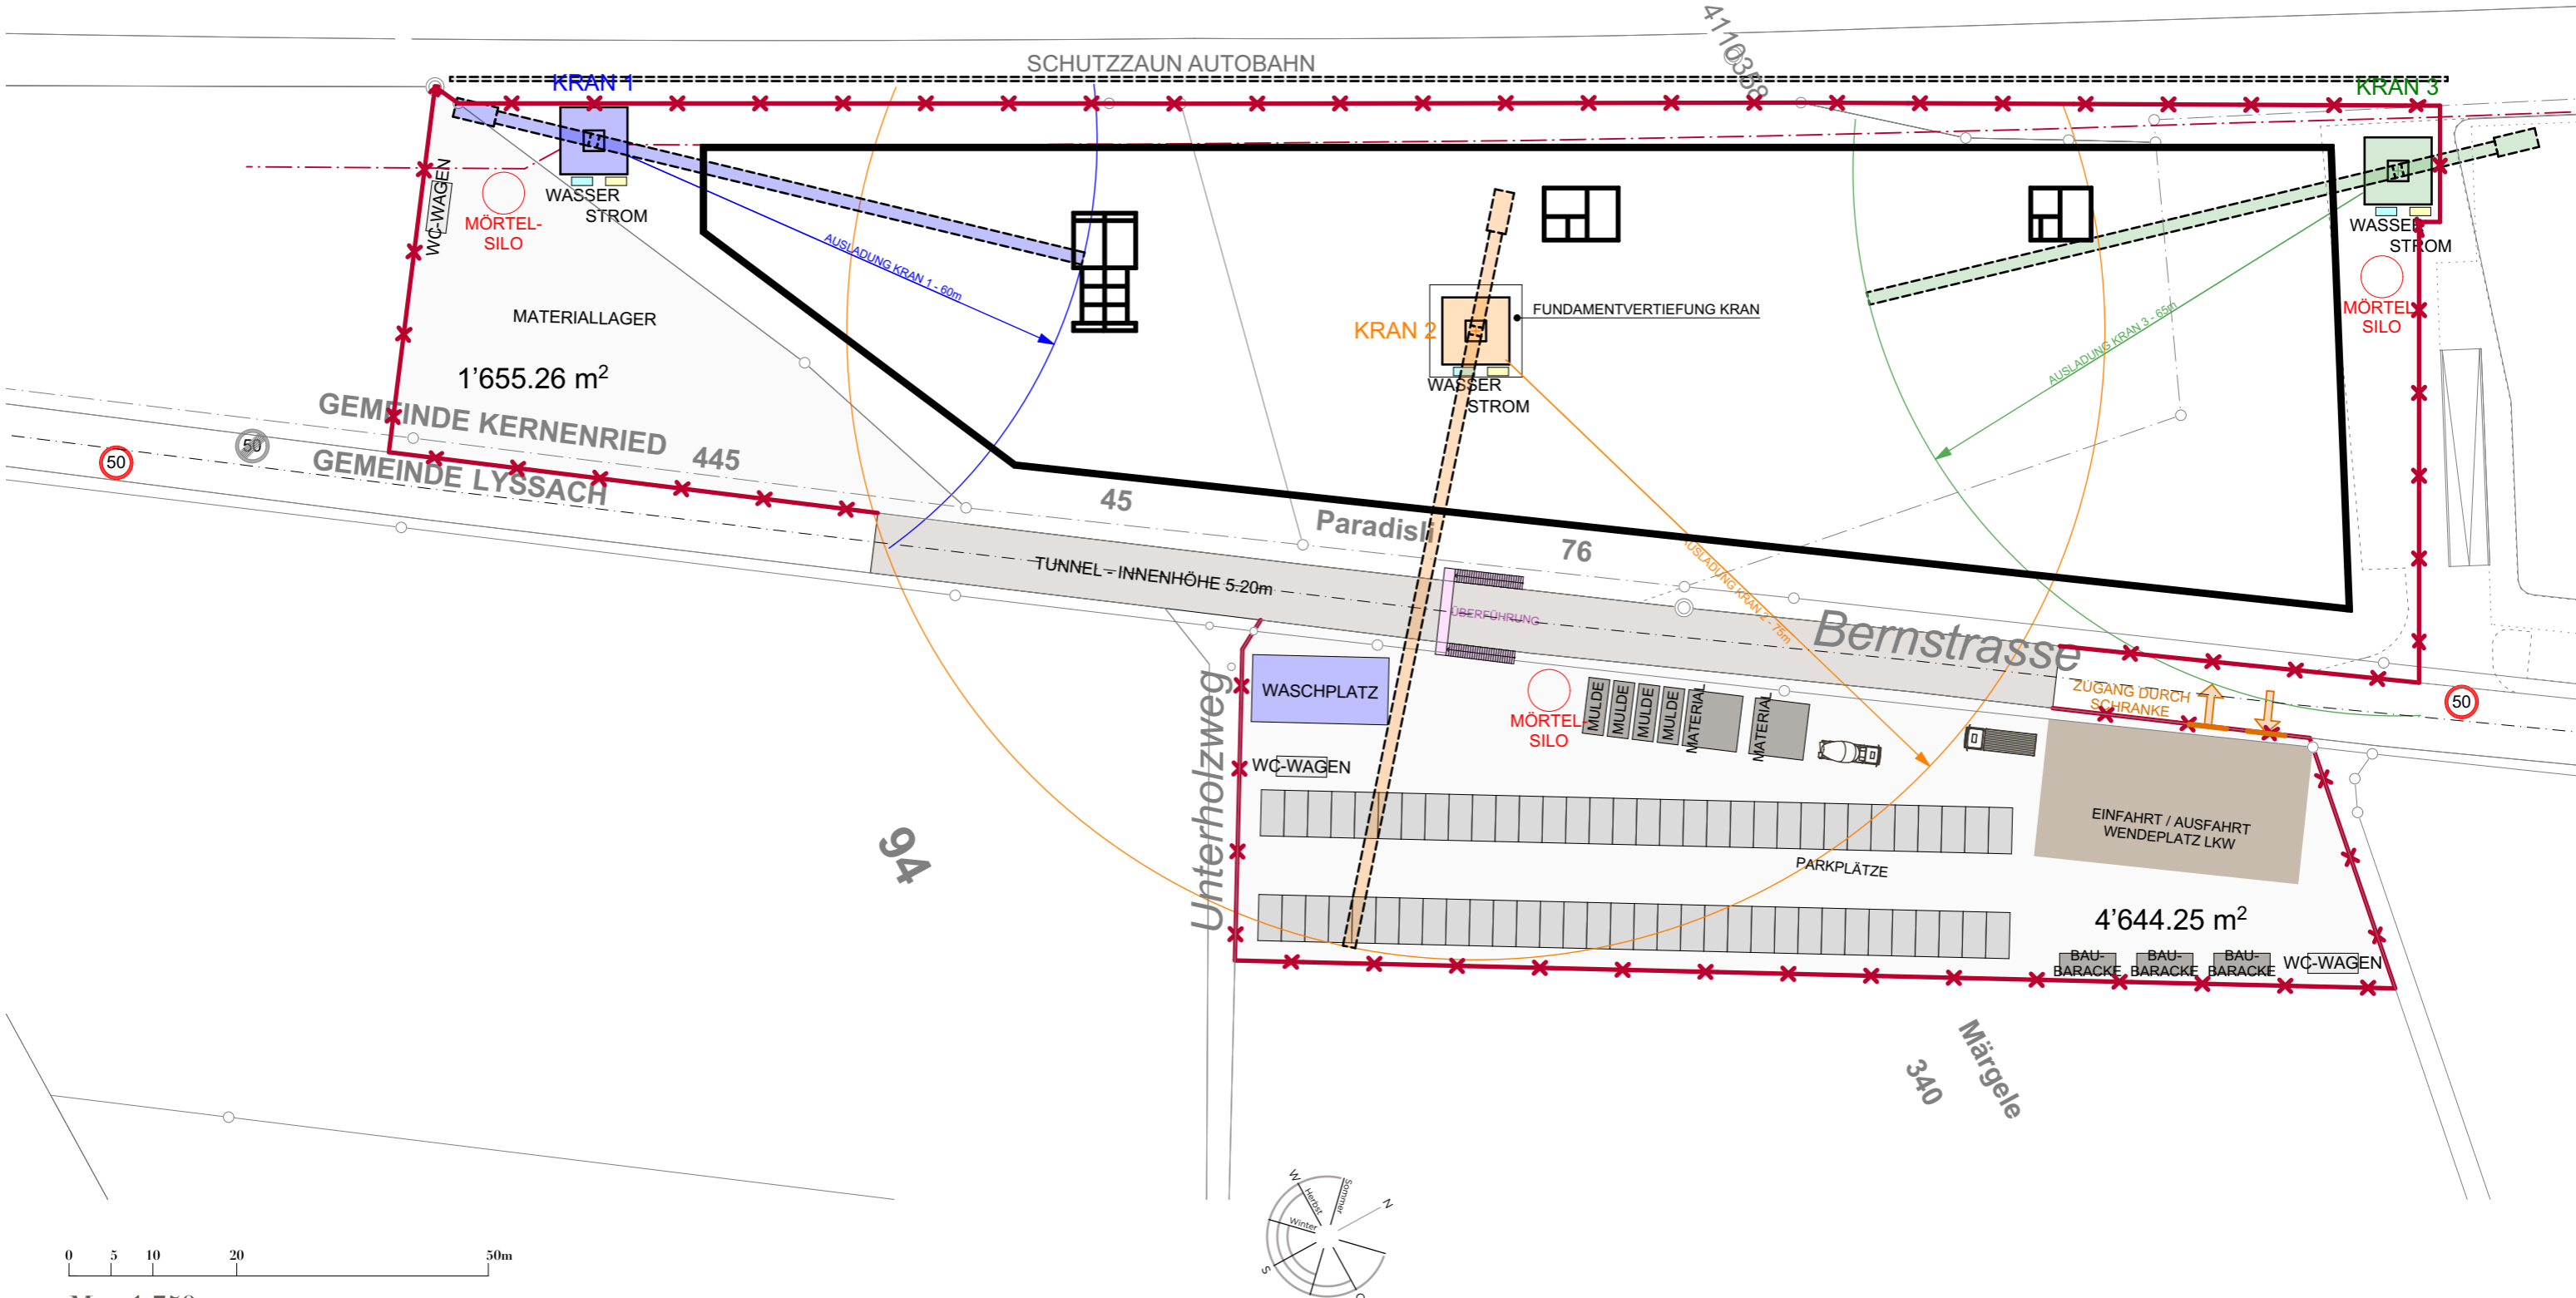 4110358
SCHUTZZAUN AUTOBAHN
KRAN 1
KRAN 3
WC-WAGEN
MÖRTEL-
SILO
WASSER
STROM
AUSLADUNG KRAN 1 - 60m
MATERIALLAGER
1'655.26 m²
KRAN 2
FUNDAMENTVERTIEFUNG KRAN
WASSER
STROM
AUSLADUNG KRAN 3 - 65m
WASSER
STROM
MÖRTEL-
SILO
GEMEINDE KERNENRIED
445
GEMEINDE LYSSACH
50
50
45
Paradisli
76
TUNNEL - INNENHÖHE 5.20m
ÜBERFÜHRUNG
AUSLADUNG KRAN 2 - 75m
Bernstrasse
ZUGANG DURCH
SCHRANKE
50
Unterholzweg
WASCHPLATZ
MÖRTEL-
SILO
MULDE
MULDE
MULDE
MULDE
MATERIAL
MATERIAL
WC-WAGEN
EINFAHRT / AUSFAHRT
WENDEPLATZ LKW
PARKPLÄTZE
94
4'644.25 m²
BAU-
BARACKE
BAU-
BARACKE
BAU-
BARACKE
WC-WAGEN
Märgele
340
W
Herbst
Sommer
N
Winter
S
0 5 10 20 50m